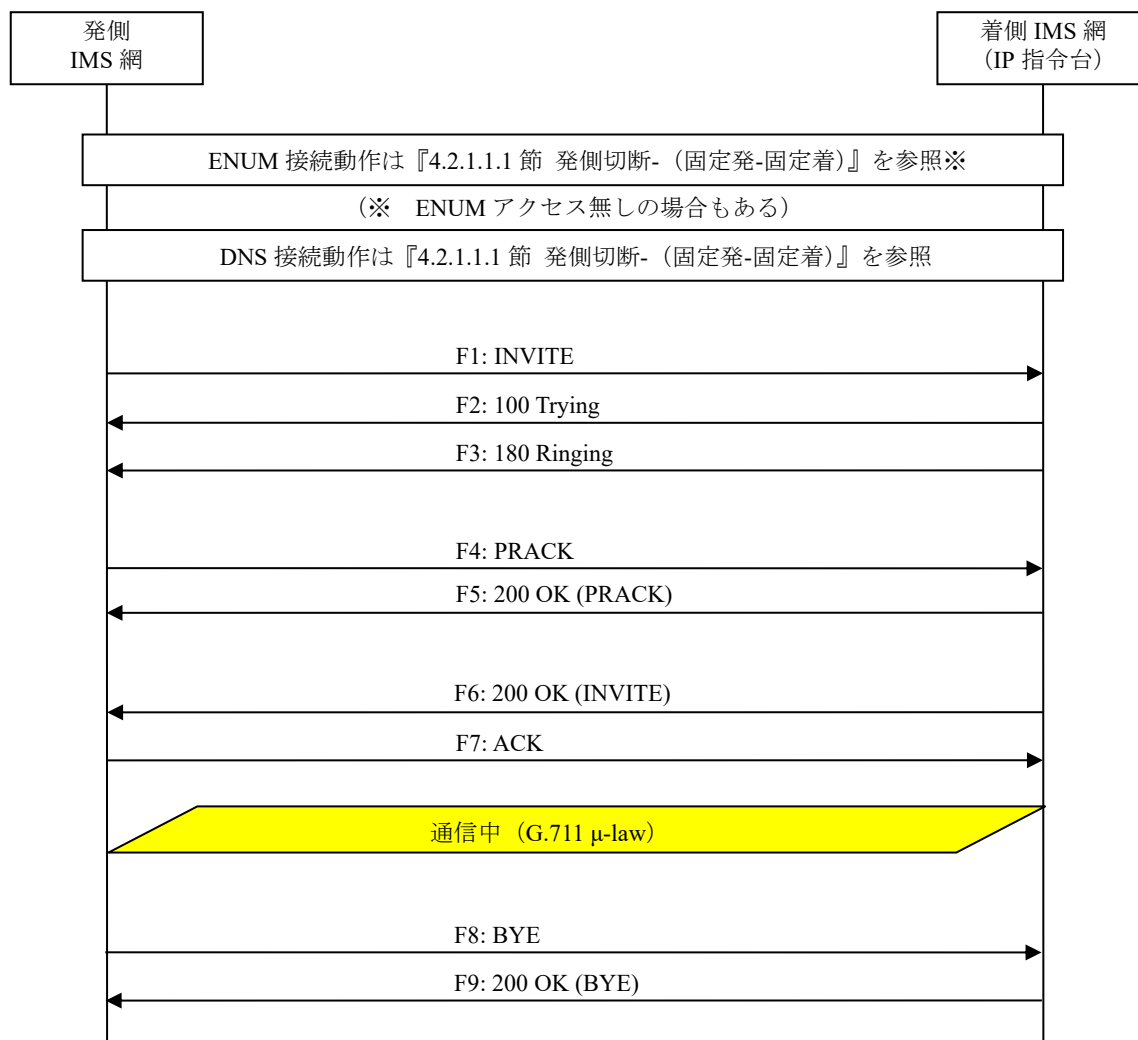 発側
IMS 網
着側 IMS 網
（IP 指令台）
ENUM 接続動作は『4.2.1.1.1 節 発側切断-（固定発-固定着）』を参照※
（※　ENUM アクセス無しの場合もある）
DNS 接続動作は『4.2.1.1.1 節 発側切断-（固定発-固定着）』を参照
F1: INVITE
F2: 100 Trying
F3: 180 Ringing
F4: PRACK
F5: 200 OK (PRACK)
F6: 200 OK (INVITE)
F7: ACK
通信中（G.711 μ-law）
F8: BYE
F9: 200 OK (BYE)